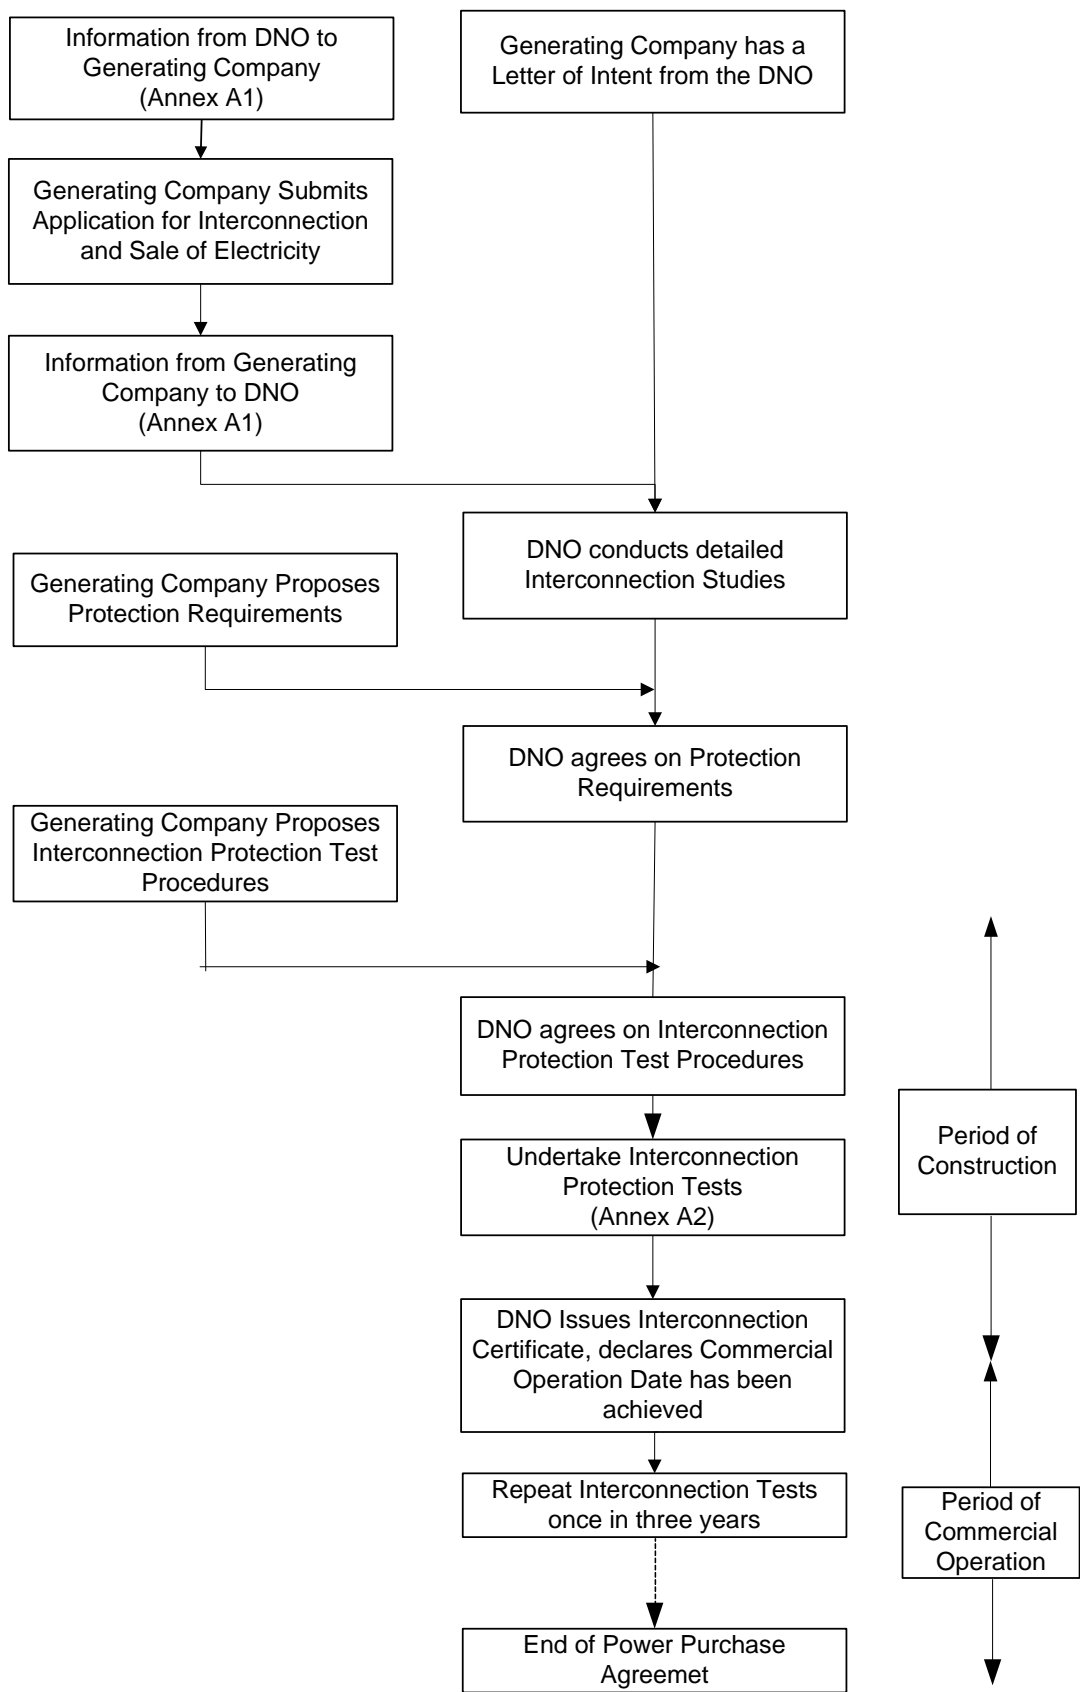 Information from DNO to
Generating Company
(Annex A1)
Generating Company has a
Letter of Intent from the DNO
Generating Company Submits
Application for Interconnection
and Sale of Electricity
Information from Generating
Company to DNO
(Annex A1)
DNO conducts detailed
Interconnection Studies
Generating Company Proposes
Protection Requirements
DNO agrees on Protection
Requirements
Generating Company Proposes
Interconnection Protection Test
Procedures
DNO agrees on Interconnection
Protection Test Procedures
Undertake Interconnection
Protection Tests
(Annex A2)
Period of
Construction
DNO Issues Interconnection
Certificate, declares Commercial
Operation Date has been
achieved
Repeat Interconnection Tests
once in three years
Period of
Commercial
Operation
End of Power Purchase
Agreemet